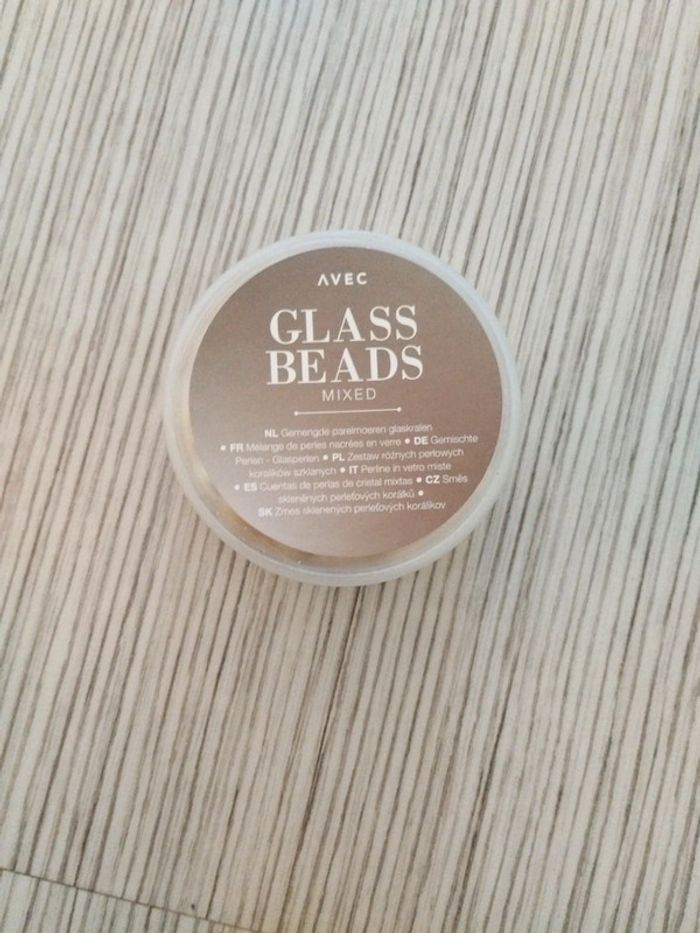 AVEC
GLASS
BEADS
MIXED
NL Gemengde parelmoeren glaskralen
• FR Mélange de perles nacrées en verre • DE Gemischte
Perlen - Glasperlen • PL Zestaw różnych perłowych
koralików szklanych • IT Perline in vetro miste
• ES Cuentas de perlas de cristal mixtas • CZ Směs
skleněných perleťových korálků •
SK Zmes sklenených perleťových korálikov